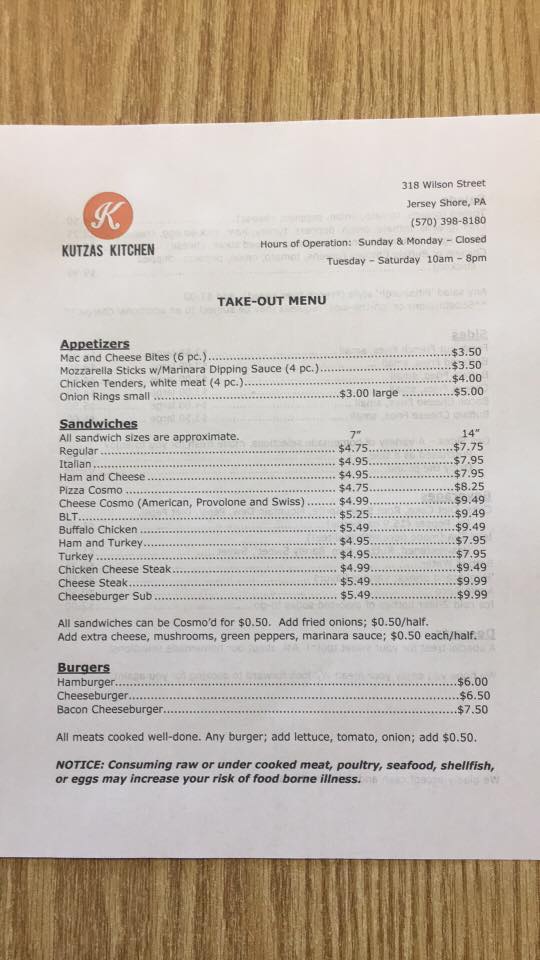 318 Wilson Street
Jersey Shore, PA
(570) 398-8180
K
KUTZAS KITCHEN
Hours of Operation: Sunday & Monday – Closed
Tuesday – Saturday 10am – 8pm
TAKE-OUT MENU
Appetizers
Mac and Cheese Bites (6 pc.)..........$3.50
Mozzarella Sticks w/Marinara Dipping Sauce (4 pc.)..........$3.50
Chicken Tenders, white meat (4 pc.)..........$4.00
Onion Rings small ..........$3.00 large ..........$5.00
Sandwiches
All sandwich sizes are approximate. 7" 14"
Regular..........$4.75..........$7.75
Italian..........$4.95..........$7.95
Ham and Cheese..........$4.95..........$7.95
Pizza Cosmo..........$4.75..........$8.25
Cheese Cosmo (American, Provolone and Swiss)..........$4.99..........$9.49
BLT..........$5.25..........$9.49
Buffalo Chicken..........$5.49..........$9.49
Ham and Turkey..........$4.95..........$7.95
Turkey..........$4.95..........$7.95
Chicken Cheese Steak..........$4.99..........$9.49
Cheese Steak..........$5.49..........$9.99
Cheeseburger Sub..........$5.49..........$9.99
All sandwiches can be Cosmo'd for $0.50. Add fried onions; $0.50/half.
Add extra cheese, mushrooms, green peppers, marinara sauce; $0.50 each/half.
Burgers
Hamburger..........$6.00
Cheeseburger..........$6.50
Bacon Cheeseburger..........$7.50
All meats cooked well-done. Any burger; add lettuce, tomato, onion; add $0.50.
NOTICE: Consuming raw or under cooked meat, poultry, seafood, shellfish,
or eggs may increase your risk of food borne illness.